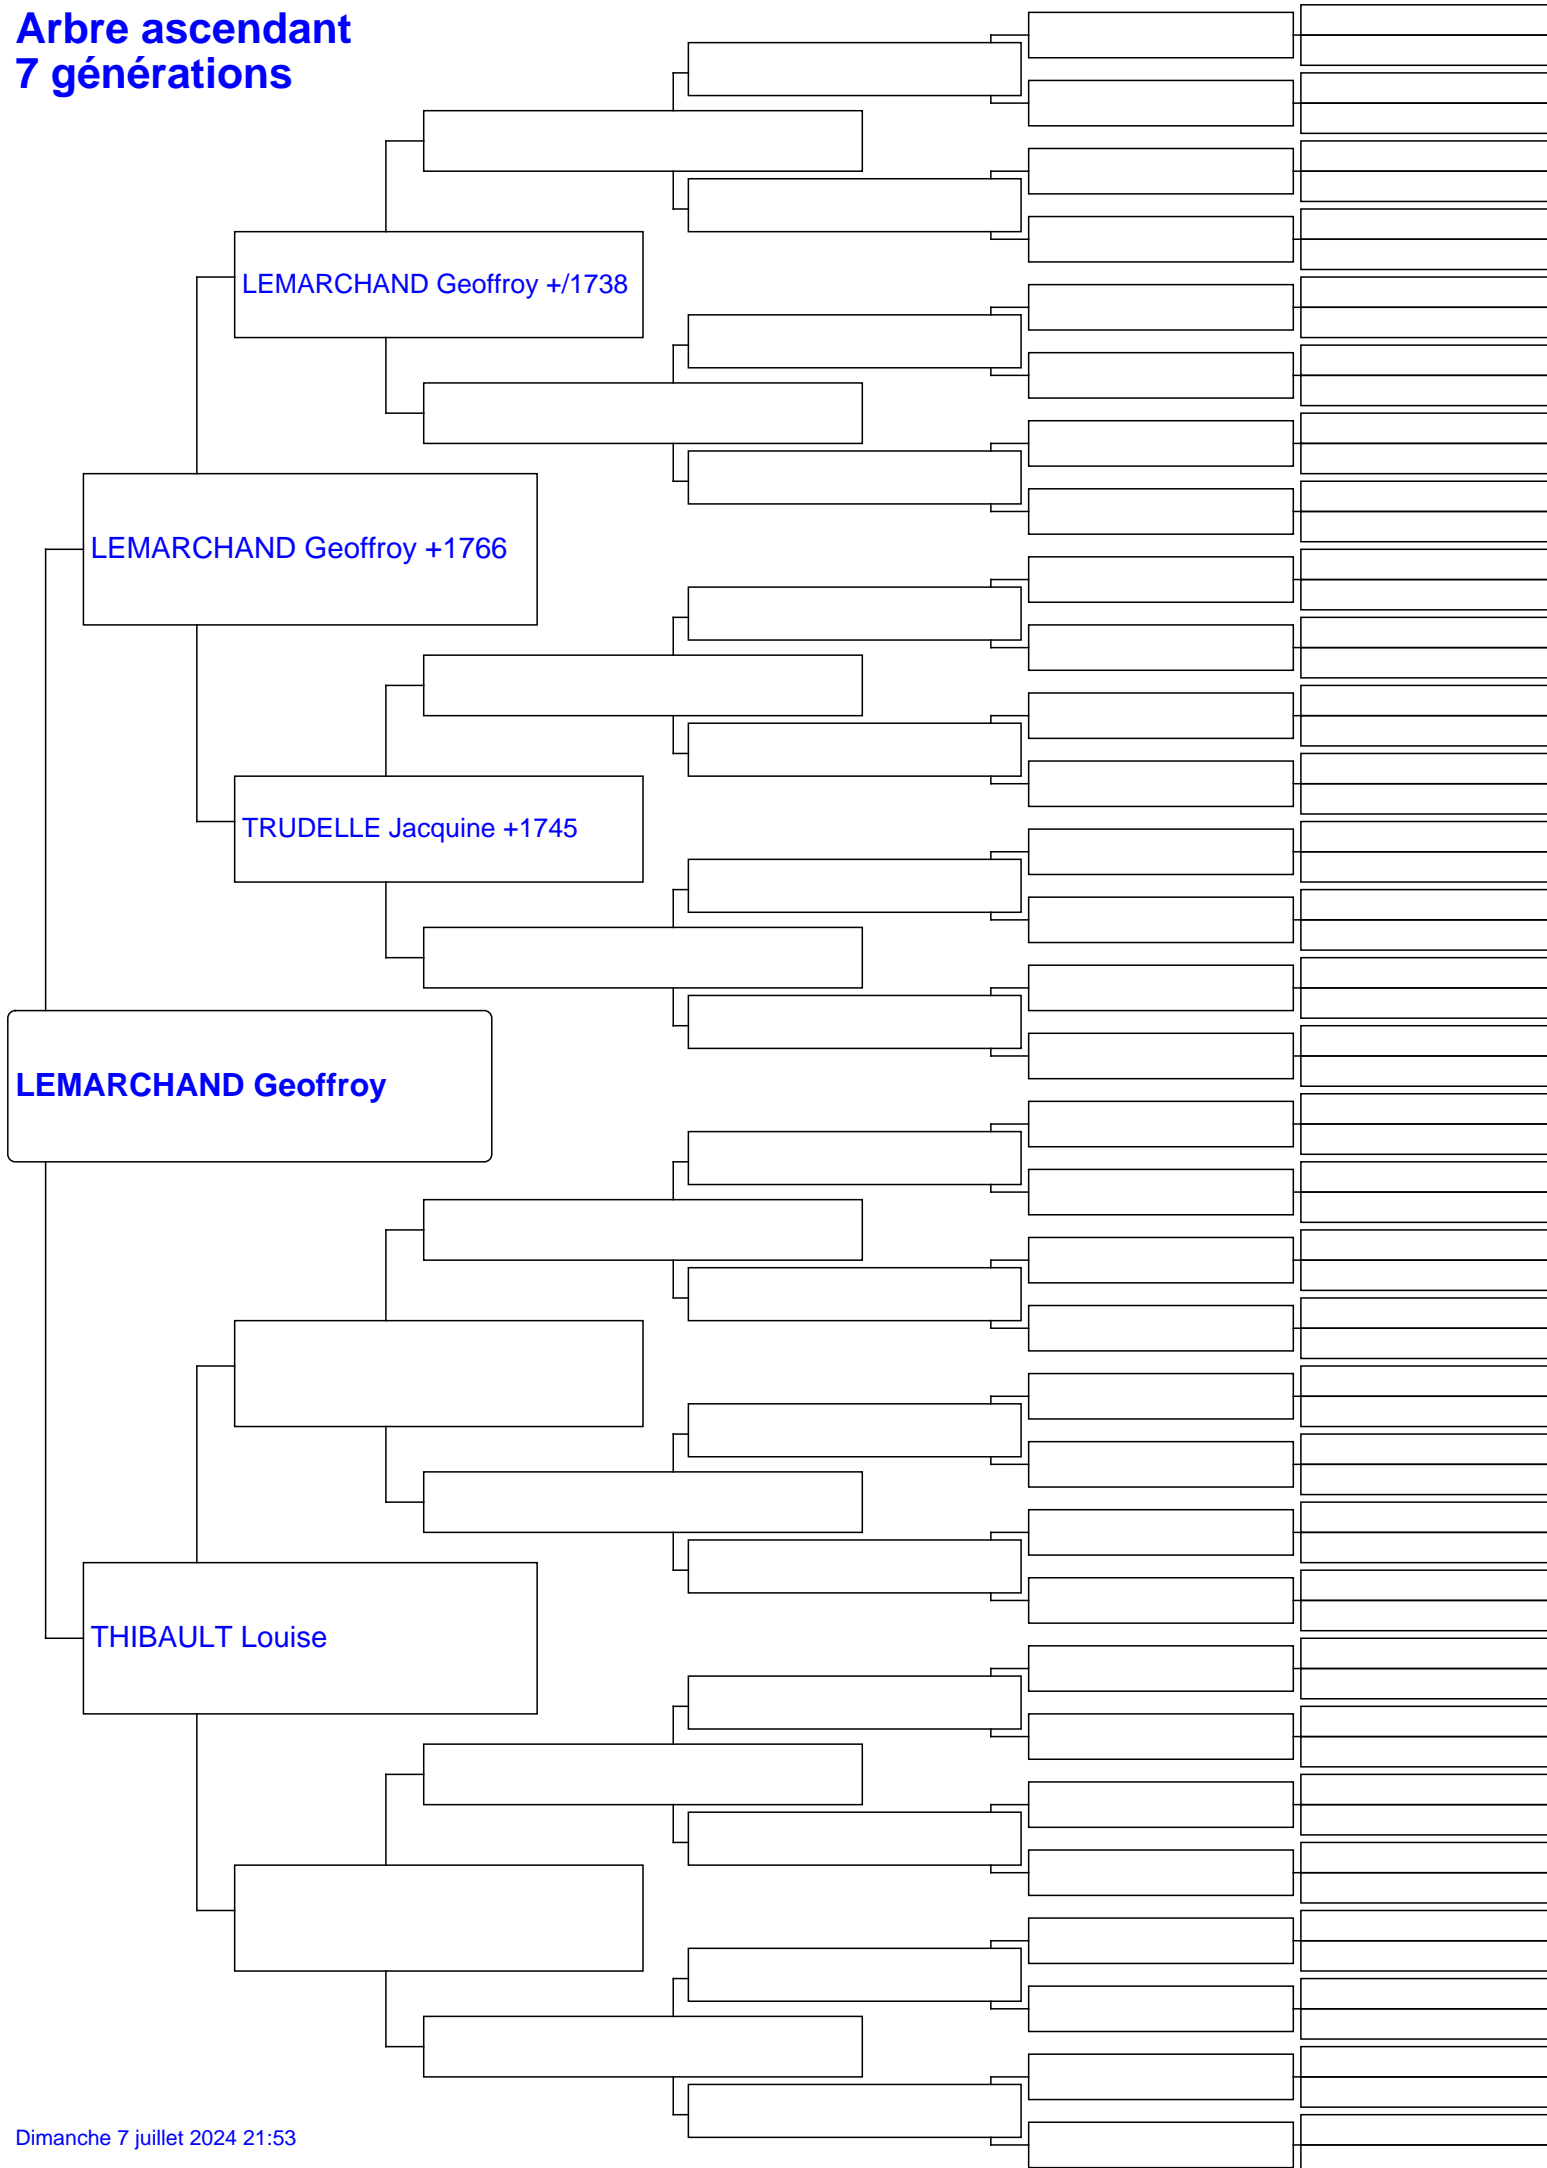 Arbre ascendant
7 générations
LEMARCHAND Geoffroy +/1738
LEMARCHAND Geoffroy +1766
TRUDELLE Jacquine +1745
LEMARCHAND Geoffroy
THIBAULT Louise
Dimanche 7 juillet 2024 21:53